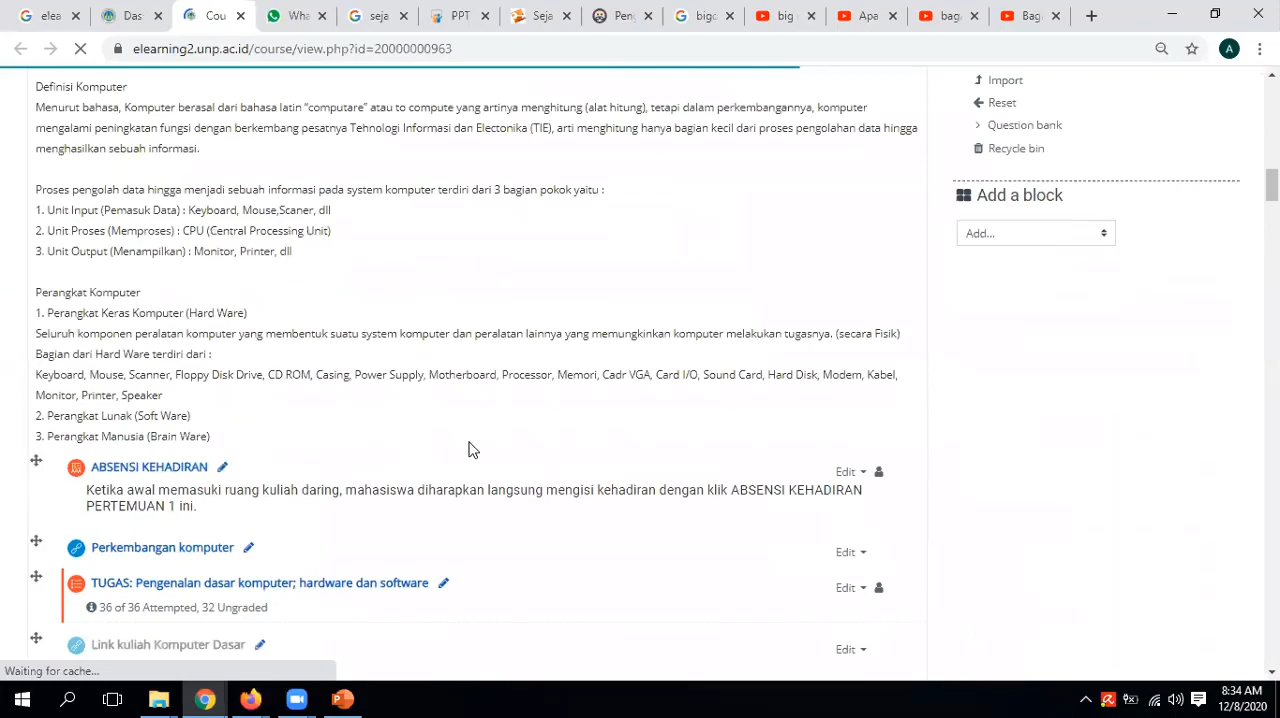 eles
Das
Cou
Wha
seja
PPT
Seja
Pen
bigd
big
Apa
bag
Bag
elearning2.unp.ac.id/course/view.php?id=20000000963
A
Definisi Komputer
Menurut bahasa, Komputer berasal dari bahasa latin “computare” atau to compute yang artinya menghitung (alat hitung), tetapi dalam perkembangannya, komputer
mengalami peningkatan fungsi dengan berkembang pesatnya Tehnologi Informasi dan Electonika (TIE), arti menghitung hanya bagian kecil dari proses pengolahan data hingga
menghasilkan sebuah informasi.
Proses pengolah data hingga menjadi sebuah informasi pada system komputer terdiri dari 3 bagian pokok yaitu :
1. Unit Input (Pemasuk Data) : Keyboard, Mouse,Scaner, dll
2. Unit Proses (Memproses) : CPU (Central Processing Unit)
3. Unit Output (Menampilkan) : Monitor, Printer, dll
Perangkat Komputer
1. Perangkat Keras Komputer (Hard Ware)
Seluruh komponen peralatan komputer yang membentuk suatu system komputer dan peralatan lainnya yang memungkinkan komputer melakukan tugasnya. (secara Fisik)
Bagian dari Hard Ware terdiri dari :
Keyboard, Mouse, Scanner, Floppy Disk Drive, CD ROM, Casing, Power Supply, Motherboard, Processor, Memori, Cadr VGA, Card I/O, Sound Card, Hard Disk, Modem, Kabel,
Monitor, Printer, Speaker
2. Perangkat Lunak (Soft Ware)
3. Perangkat Manusia (Brain Ware)
ABSENSI KEHADIRAN
Edit
Ketika awal memasuki ruang kuliah daring, mahasiswa diharapkan langsung mengisi kehadiran dengan klik ABSENSI KEHADIRAN
PERTEMUAN 1 ini.
Perkembangan komputer
Edit
TUGAS: Pengenalan dasar komputer; hardware dan software
Edit
36 of 36 Attempted, 32 Ungraded
Link kuliah Komputer Dasar
Edit
Import
Reset
Question bank
Recycle bin
Add a block
Add...
Waiting for cache...
8:34 AM
12/8/2020